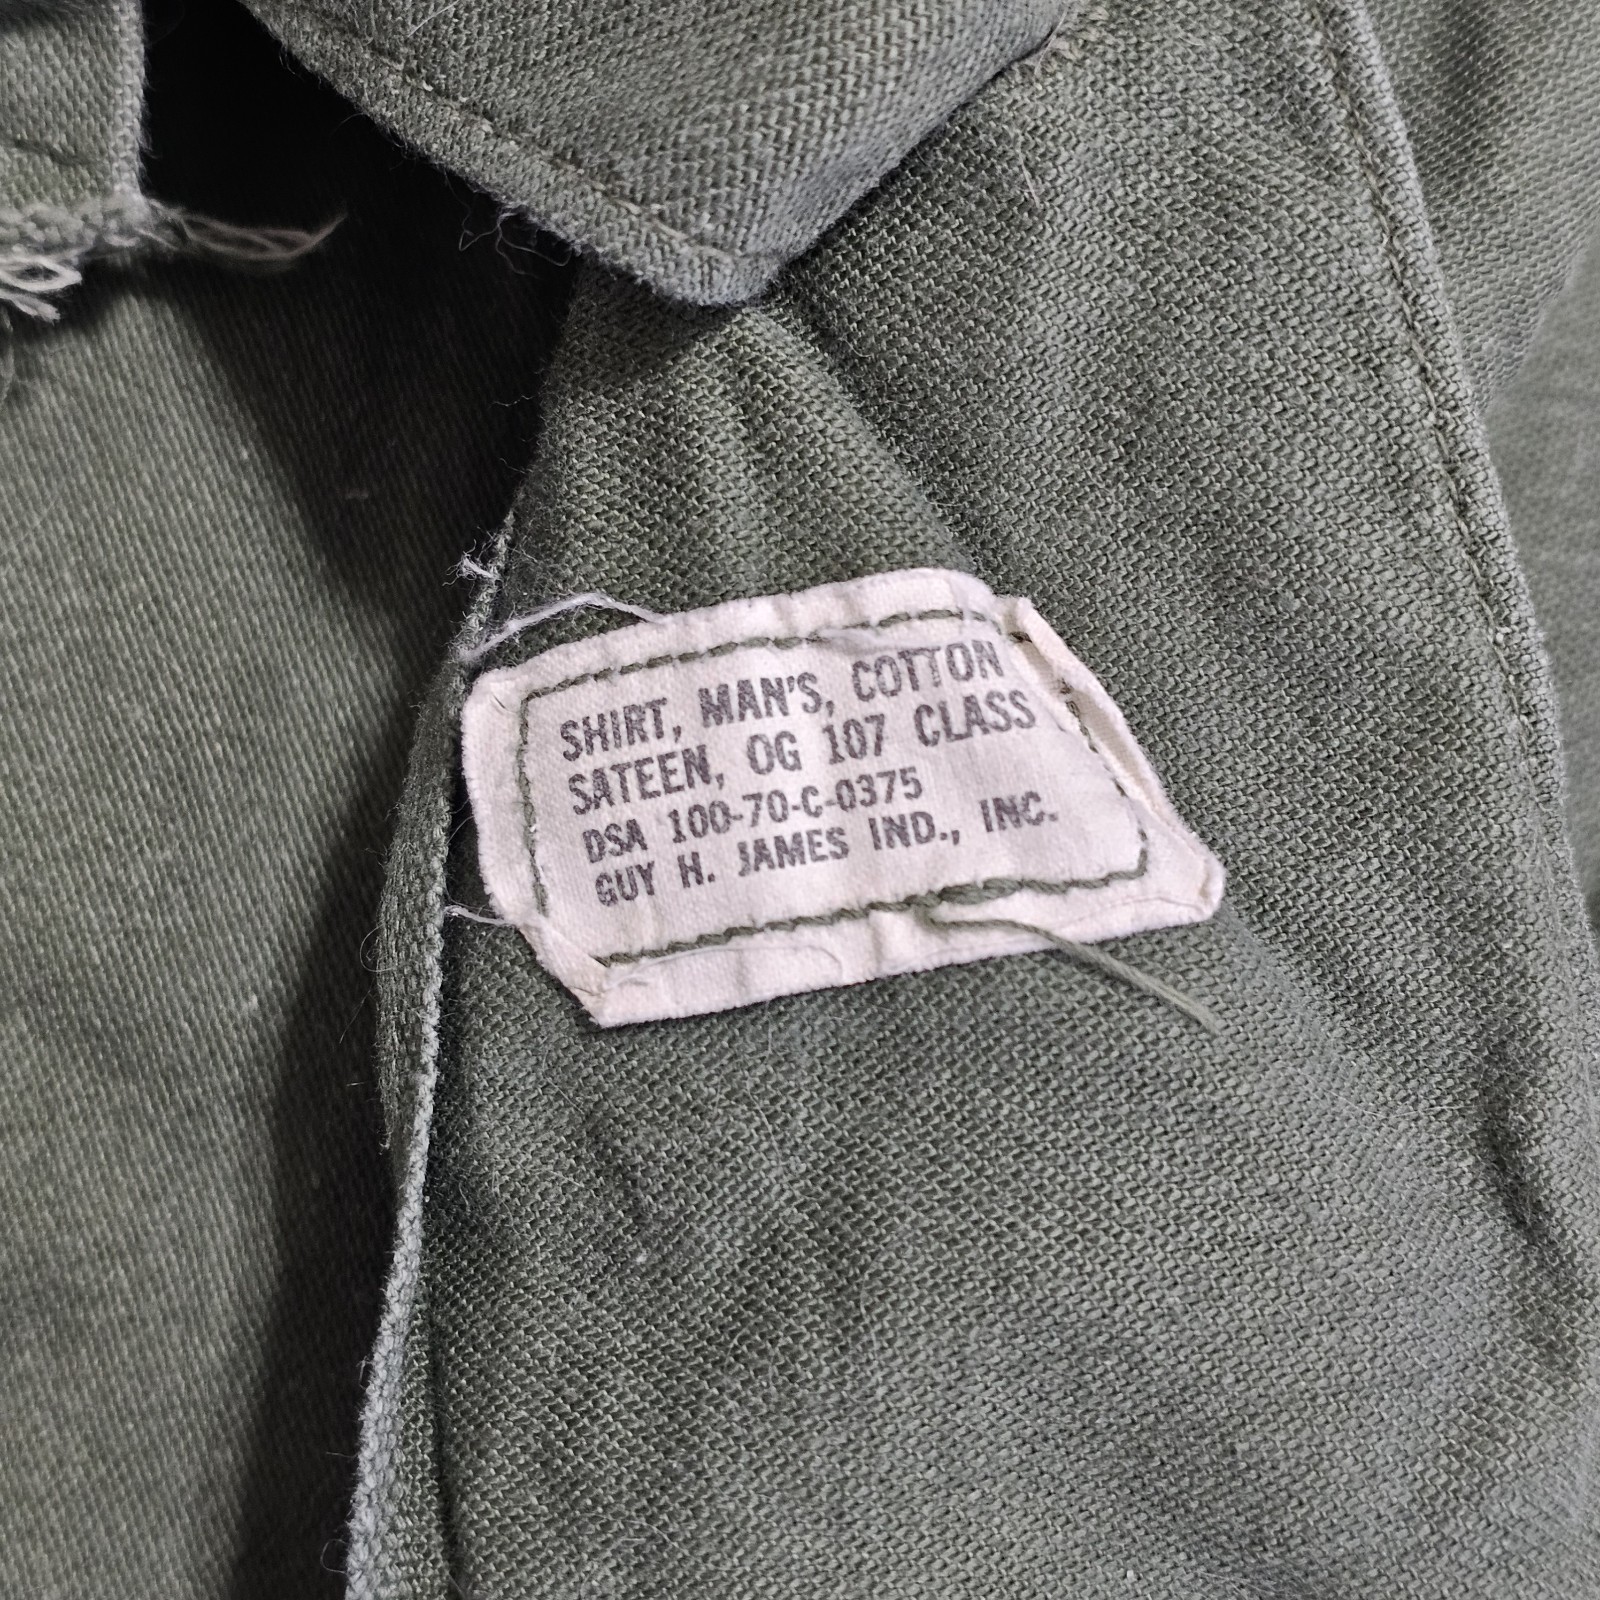 SHIRT, MAN'S, COTTON
SATEEN, OG 107 CLASS
DSA 100-70-C-0375
GUY H. JAMES IND., INC.